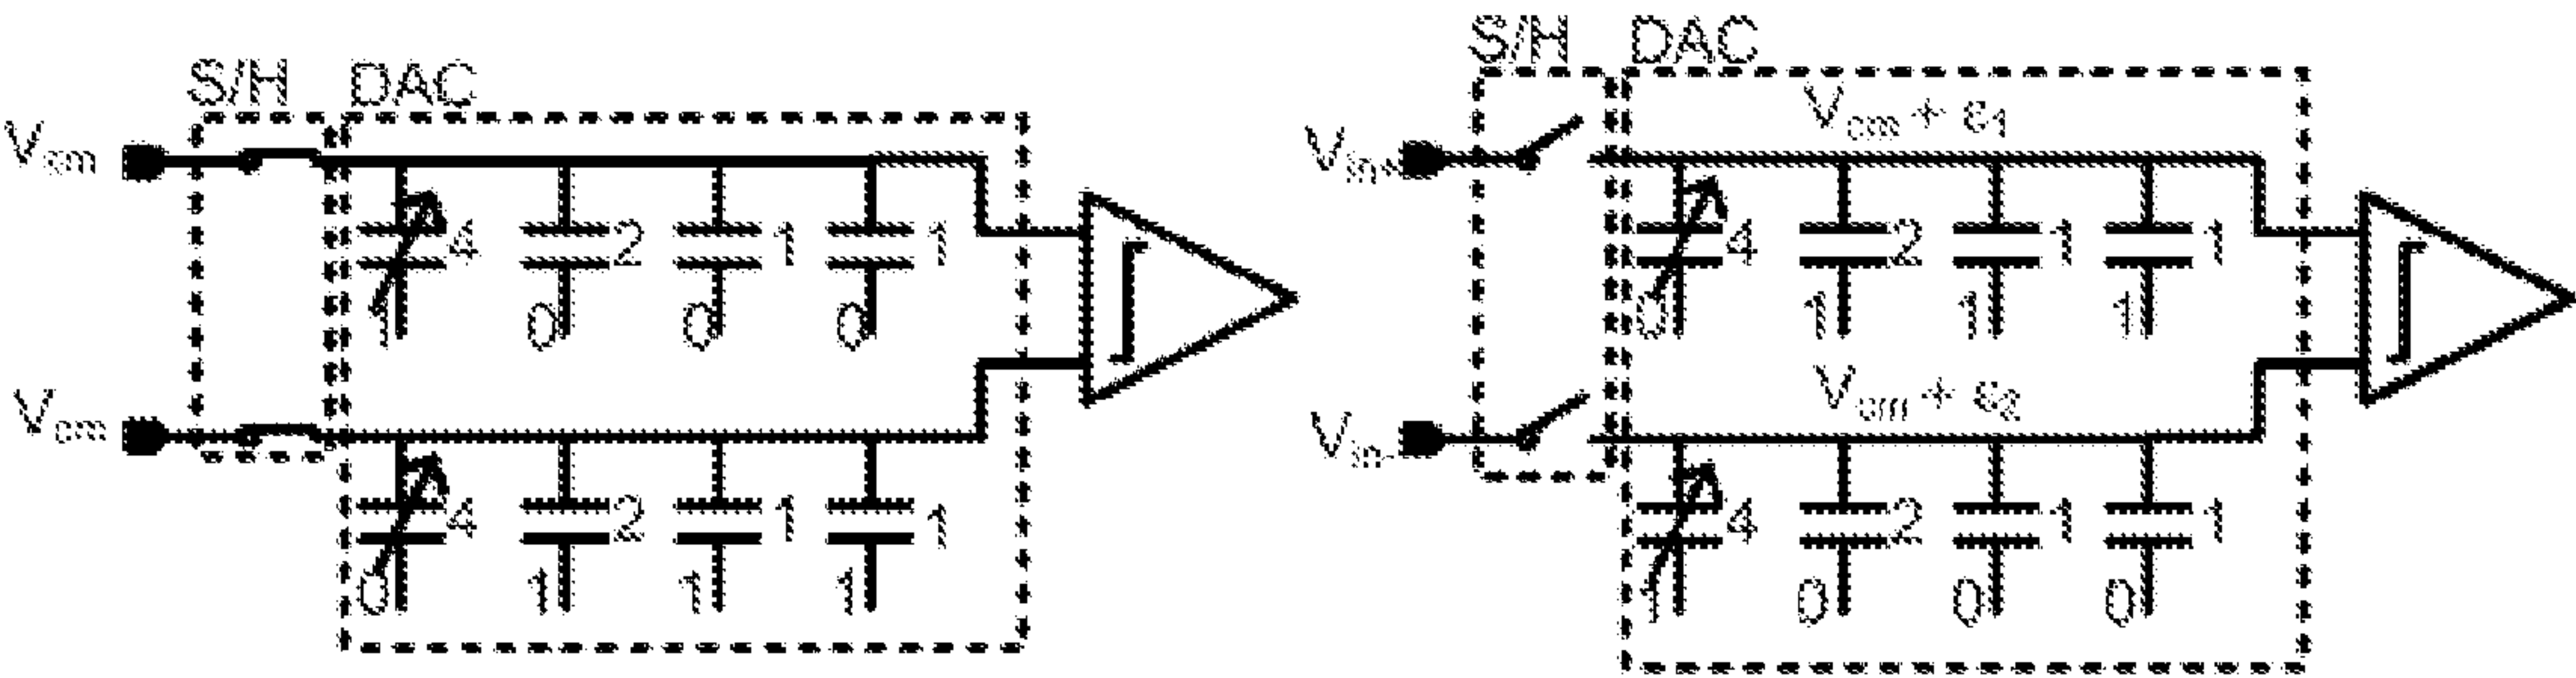 S/H DAC
Vcm
4 2 1 1
1 0 0 0
Vcm
4 2 1 1
0 1 1 1
S/H DAC
Vcm + ε1
Vin+
4 2 1 1
0 1 1 1
Vcm + ε2
Vin-
4 2 1 1
1 0 0 0